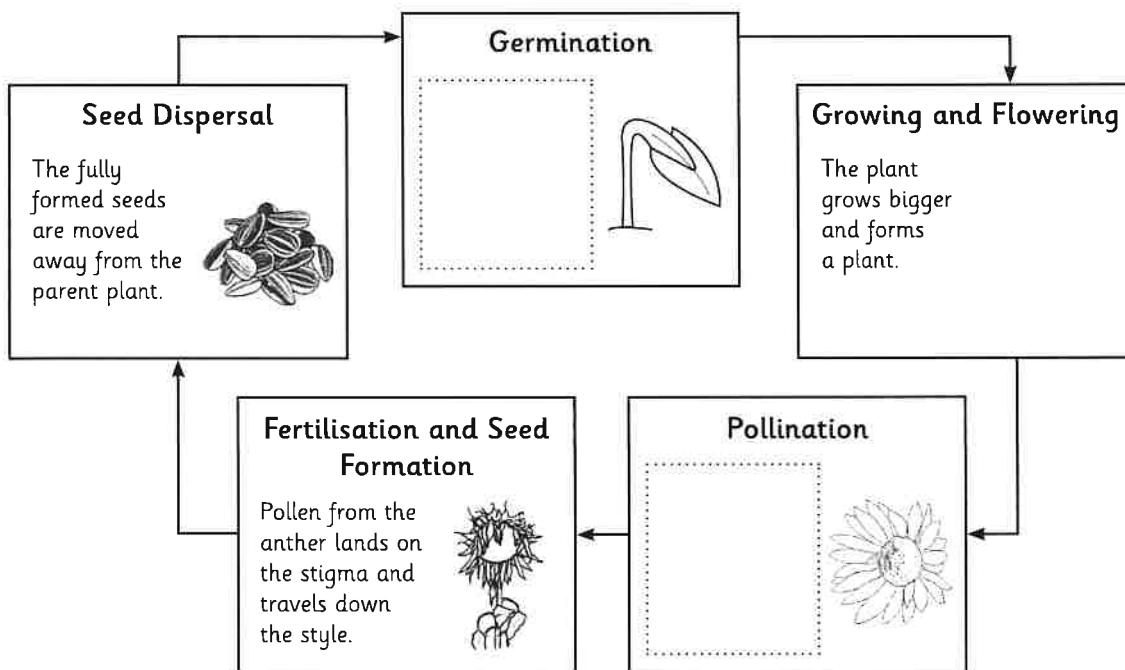 Germination
Seed Dispersal
The fully
formed seeds
are moved
away from the
parent plant.
Growing and Flowering
The plant
grows bigger
and forms
a plant.
Fertilisation and Seed
Formation
Pollen from the
anther lands on
the stigma and
travels down
the style.
Pollination